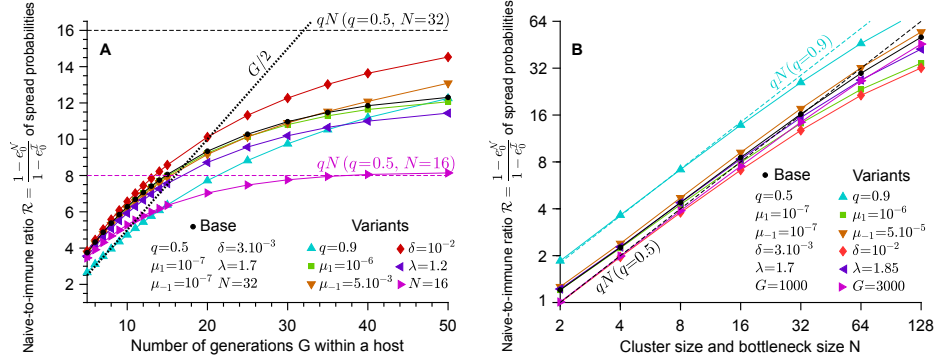 Naive-to-immune ratio ℛ = (1 − e₀^𝒩)/(1 − e₀^ℐ) of spread probabilities
A
16
14
12
10
8
6
4
2
qN (q=0.5, N=32)
G/2
qN (q=0.5, N=16)
Base
q=0.5 δ=3.10⁻³
μ₁=10⁻⁷ λ=1.7
μ₋₁=10⁻⁷ N=32
Variants
q=0.9 δ=10⁻²
μ₁=10⁻⁶ λ=1.2
μ₋₁=5.10⁻³ N=16
10 20 30 40 50
Number of generations G within a host
Naive-to-immune ratio ℛ = (1 − e₀^𝒩)/(1 − e₀^ℐ) of spread probabilities
B
64
32
16
8
4
2
1
qN(q=0.9)
qN(q=0.5)
Base
q=0.5
μ₁=10⁻⁷
μ₋₁=10⁻⁷
δ=3.10⁻³
λ=1.7
G=1000
Variants
q=0.9
μ₁=10⁻⁶
μ₋₁=5.10⁻⁵
δ=10⁻²
λ=1.85
G=3000
2 4 8 16 32 64 128
Cluster size and bottleneck size N